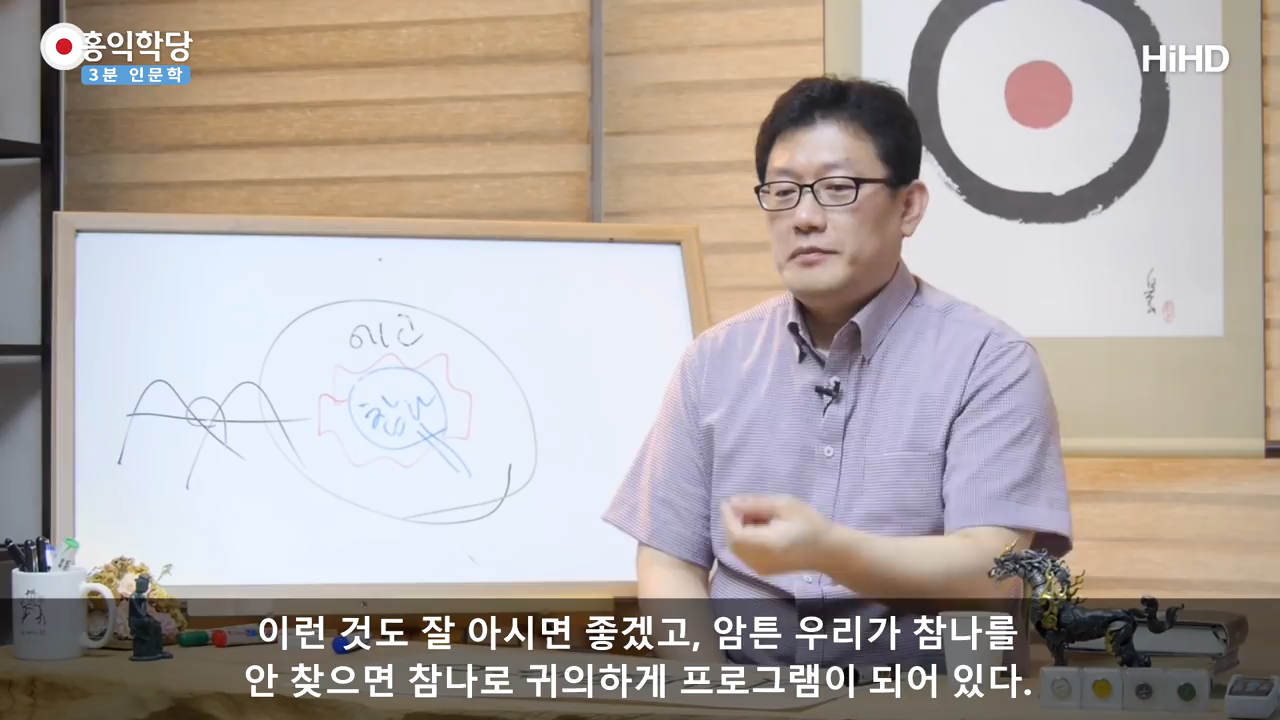 홍익학당
3분 인문학
HiHD
에고
참나
이런 것도 잘 아시면 좋겠고, 암튼 우리가 참나를
안 찾으면 참나로 귀의하게 프로그램이 되어 있다.